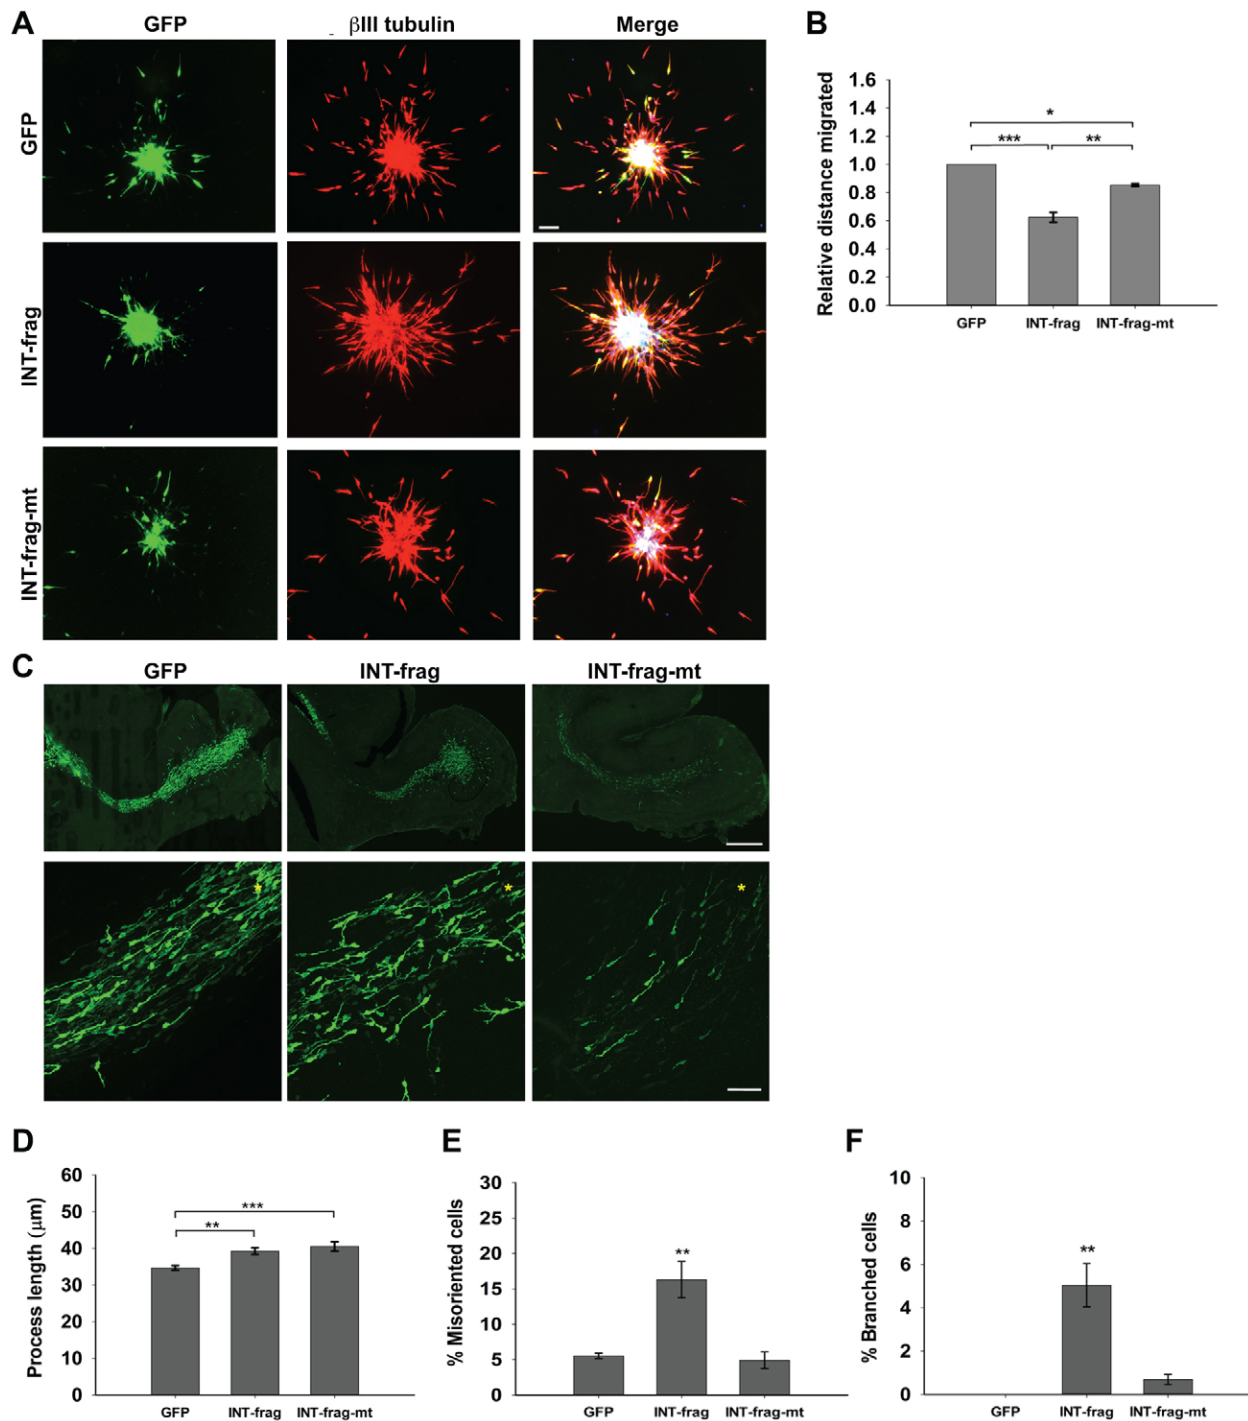 A
GFP
βIII tubulin
Merge
GFP
INT-frag
INT-frag-mt
B
Relative distance migrated
1.6
1.4
1.2
1.0
0.8
0.6
0.4
0.2
0.0
*
***
**
GFP
INT-frag
INT-frag-mt
C
GFP
INT-frag
INT-frag-mt
*
*
*
D
Process length (μm)
60
50
40
30
20
10
0
***
**
GFP
INT-frag
INT-frag-mt
E
% Misoriented cells
30
25
20
15
10
5
0
**
GFP
INT-frag
INT-frag-mt
F
% Branched cells
10
8
6
4
2
0
**
GFP
INT-frag
INT-frag-mt